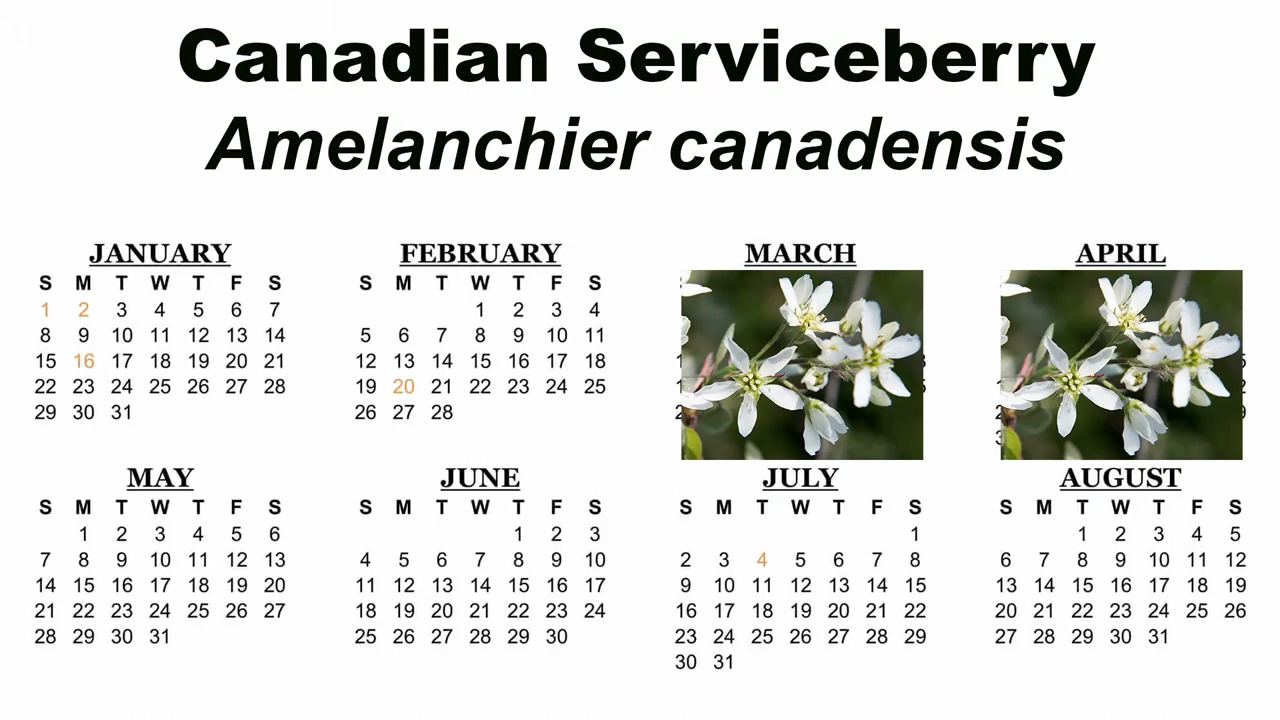 Canadian Serviceberry
Amelanchier canadensis
JANUARY FEBRUARY MARCH APRIL
S M T W T F S S M T W T F S
1 2 3 4 5 6 7 1 2 3 4
8 9 10 11 12 13 14 5 6 7 8 9 10 11
15 16 17 18 19 20 21 12 13 14 15 16 17 18
22 23 24 25 26 27 28 19 20 21 22 23 24 25
29 30 31 26 27 28
MAY JUNE JULY AUGUST
S M T W T F S S M T W T F S S M T W T F S S M T W T F S
1 2 3 4 5 6 1 2 3 1 1 2 3 4 5
7 8 9 10 11 12 13 4 5 6 7 8 9 10 2 3 4 5 6 7 8 6 7 8 9 10 11 12
14 15 16 17 18 19 20 11 12 13 14 15 16 17 9 10 11 12 13 14 15 13 14 15 16 17 18 19
21 22 23 24 25 26 27 18 19 20 21 22 23 24 16 17 18 19 20 21 22 20 21 22 23 24 25 26
28 29 30 31 25 26 27 28 29 30 23 24 25 26 27 28 29 27 28 29 30 31
30 31